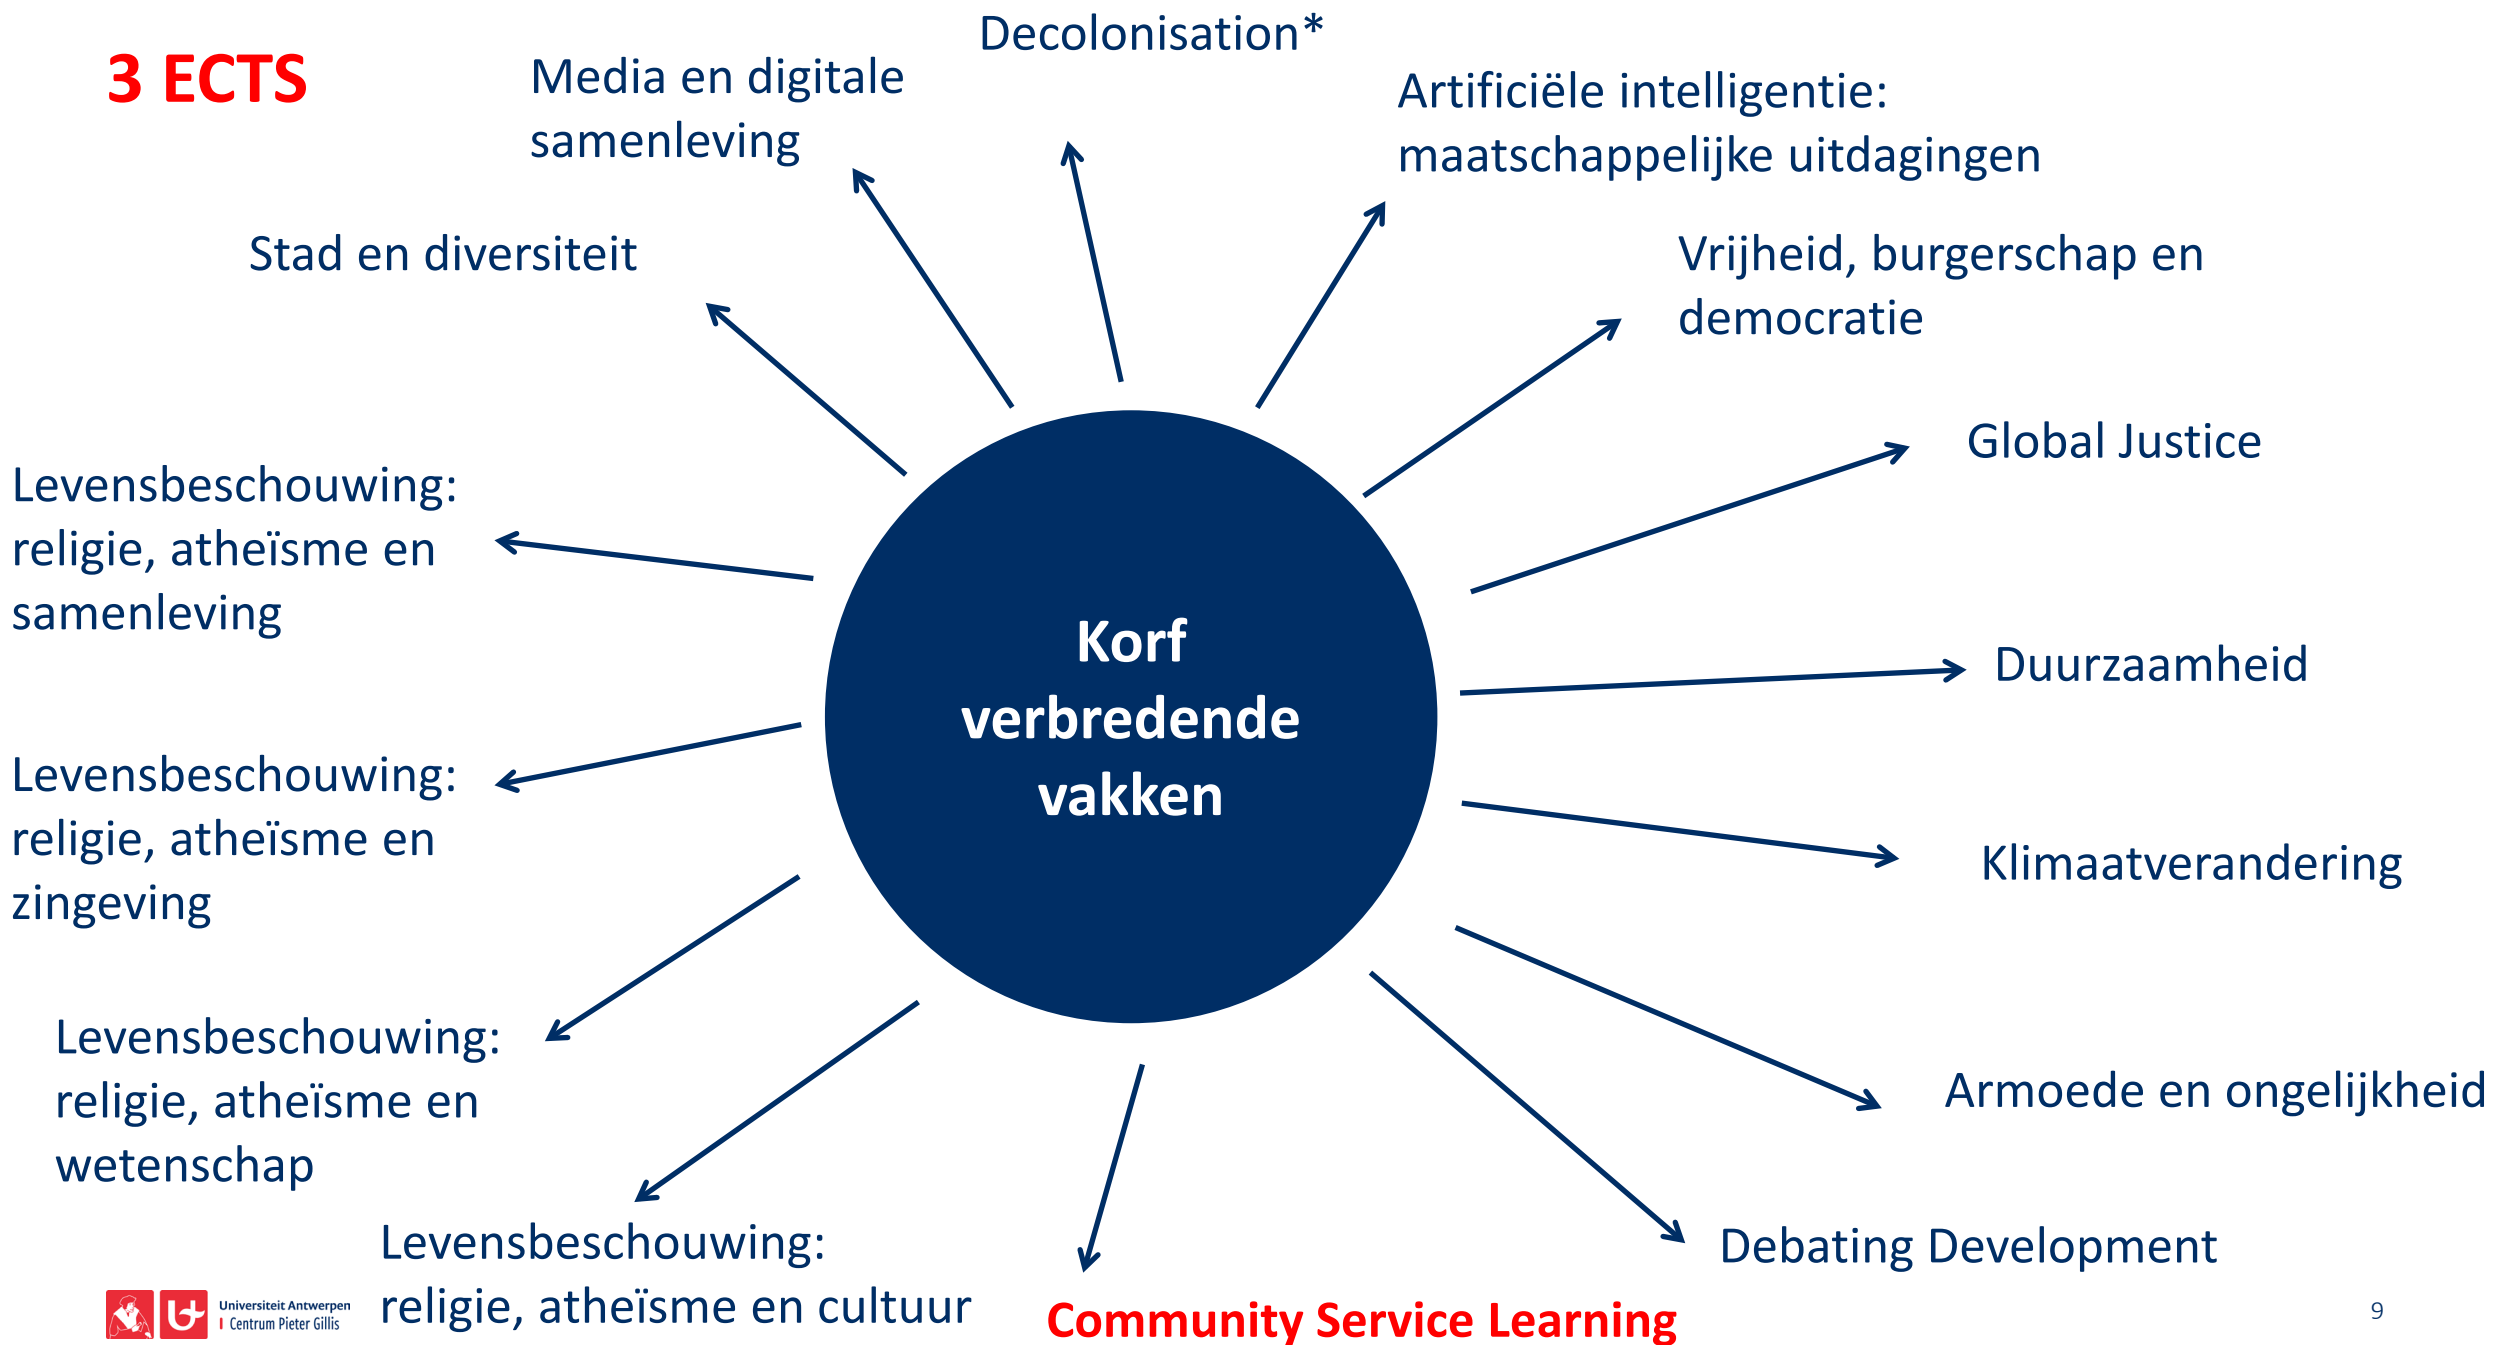 3 ECTS
Decolonisation*
Media en digitale
samenleving
Artificiële intelligentie:
maatschappelijke uitdagingen
Stad en diversiteit
Vrijheid, burgerschap en
democratie
Global Justice
Levensbeschouwing:
religie, atheïsme en
samenleving
Korf
verbredende
vakken
Duurzaamheid
Levensbeschouwing:
religie, atheïsme en
zingeving
Klimaatverandering
Levensbeschouwing:
religie, atheïsme en
wetenschap
Armoede en ongelijkheid
Levensbeschouwing:
religie, atheïsme en cultuur
Debating Development
Community Service Learning
Universiteit Antwerpen
Centrum Pieter Gillis
9